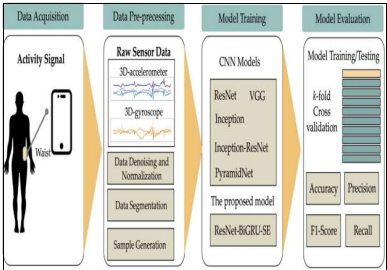 Data Acquisition
Activity Signal
Waist
Data Pre-precessing
Raw Sensor Data
3D-accelerometer
3D-gyroscope
Data Denoising and
Normalization
Data Segmentation
Sample Generation
Model Training
CNN Models
ResNet VGG
Inception
Inception-ResNet
PyramidNet
The proposed model
ResNet-BiGRU-SE
Model Evaluation
Model Training/Testing
k-fold
Cross
validation
Accuracy Precision
F1-Score Recall